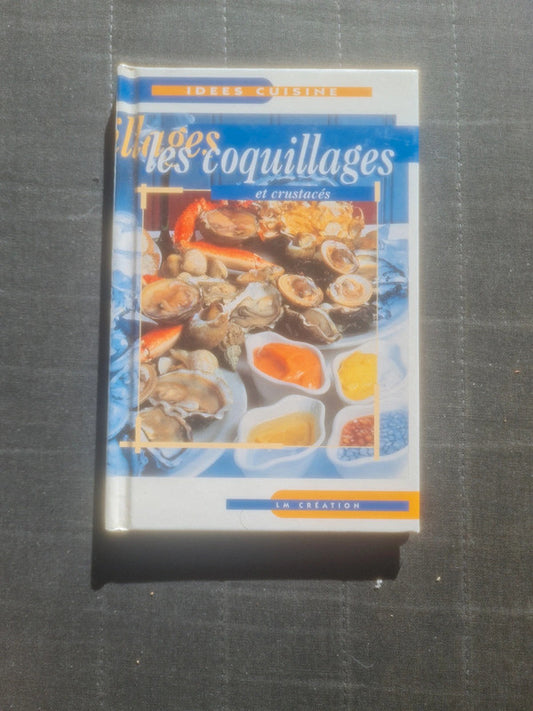 IDEES CUISINE
illages
les coquillages
et crustacés
LM CRÉATION